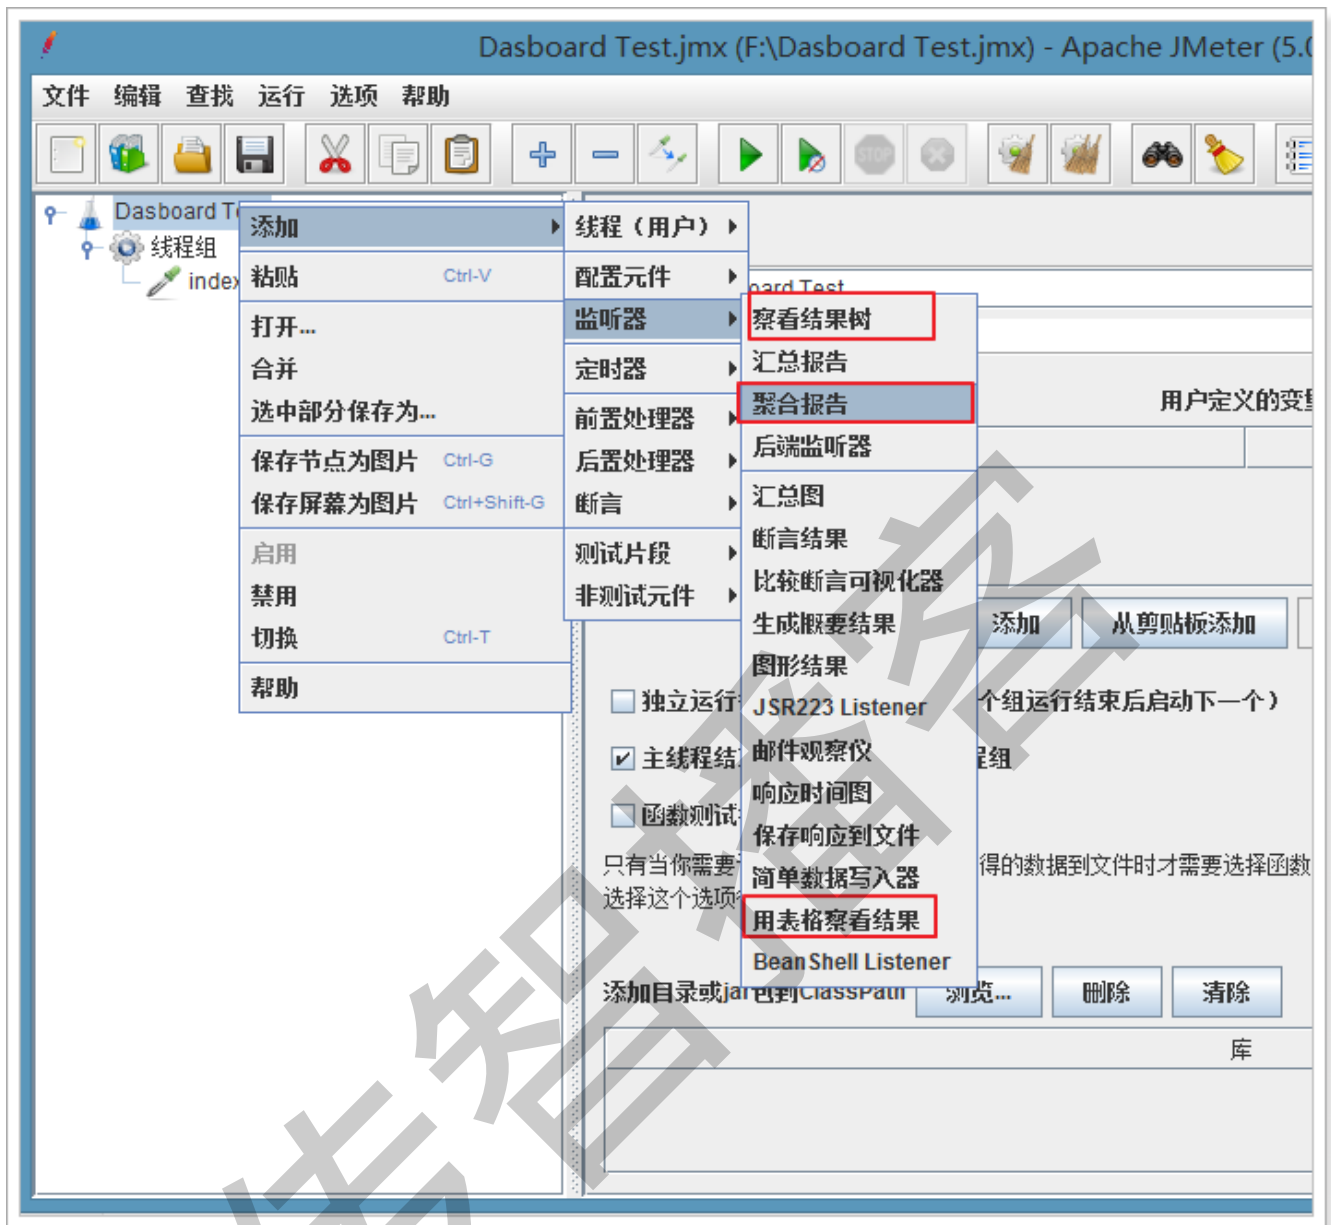 Dasboard Test.jmx (F:\Dasboard Test.jmx) - Apache JMeter (5.0
文件 编辑 查找 运行 选项 帮助
STOP
Dasboard T
线程组
index
添加
粘贴 Ctrl-V
打开...
合并
选中部分保存为...
保存节点为图片 Ctrl-G
保存屏幕为图片 Ctrl+Shift-G
启用
禁用
切换 Ctrl-T
帮助
线程（用户）
配置元件
监听器
定时器
前置处理器
后置处理器
断言
测试片段
非测试元件
察看结果树
汇总报告
聚合报告
后端监听器
汇总图
断言结果
比较断言可视化器
生成概要结果
图形结果
JSR223 Listener
邮件观察仪
响应时间图
保存响应到文件
简单数据写入器
用表格察看结果
BeanShell Listener
oard Test
用户定义的变量
添加 从剪贴板添加
独立运行 个组运行结束后启动下一个）
主线程结 程组
函数测试
只有当你需要 得的数据到文件时才需要选择函数
选择这个选项
添加目录或jar包到ClassPath 浏览... 删除 清除
库
传智播客